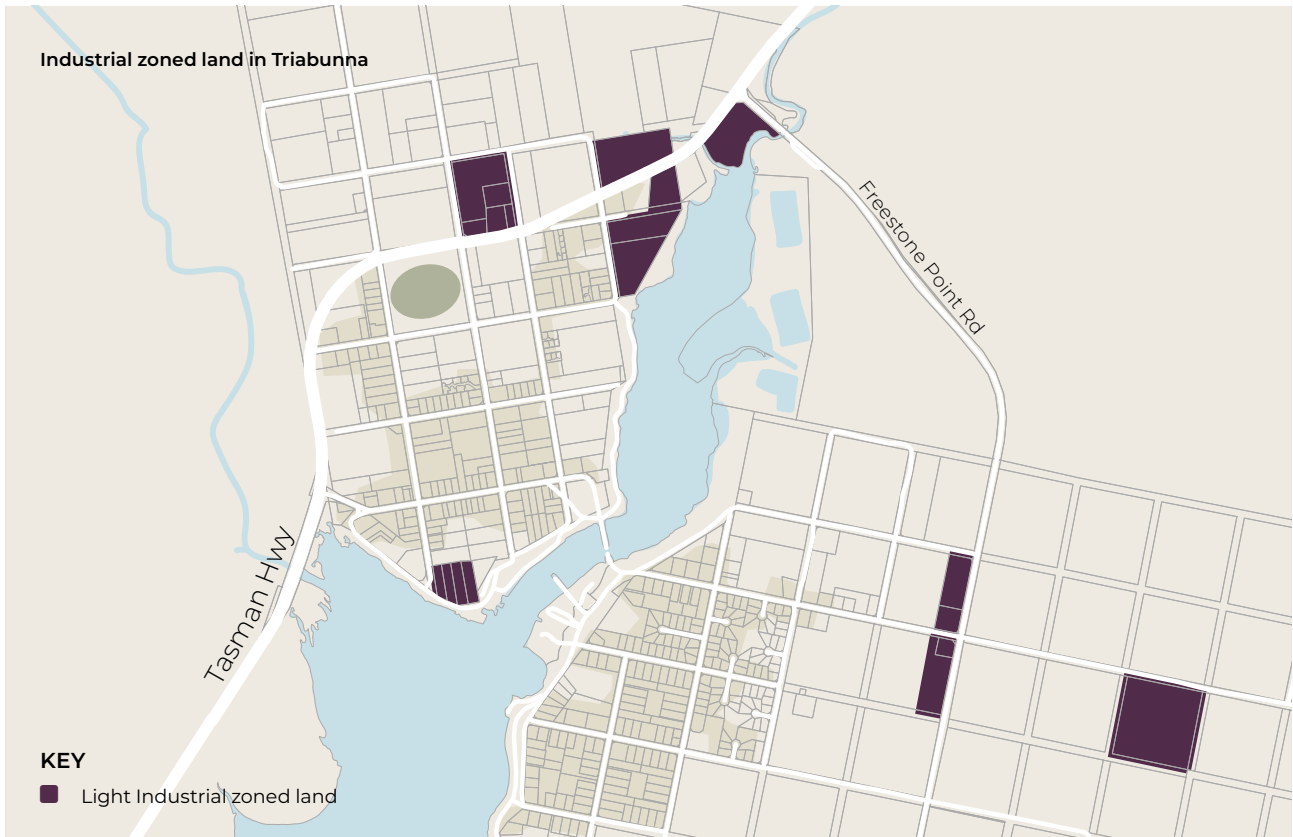 Industrial zoned land in Triabunna
Freestone Point Rd
Tasman Hwy
KEY
Light Industrial zoned land